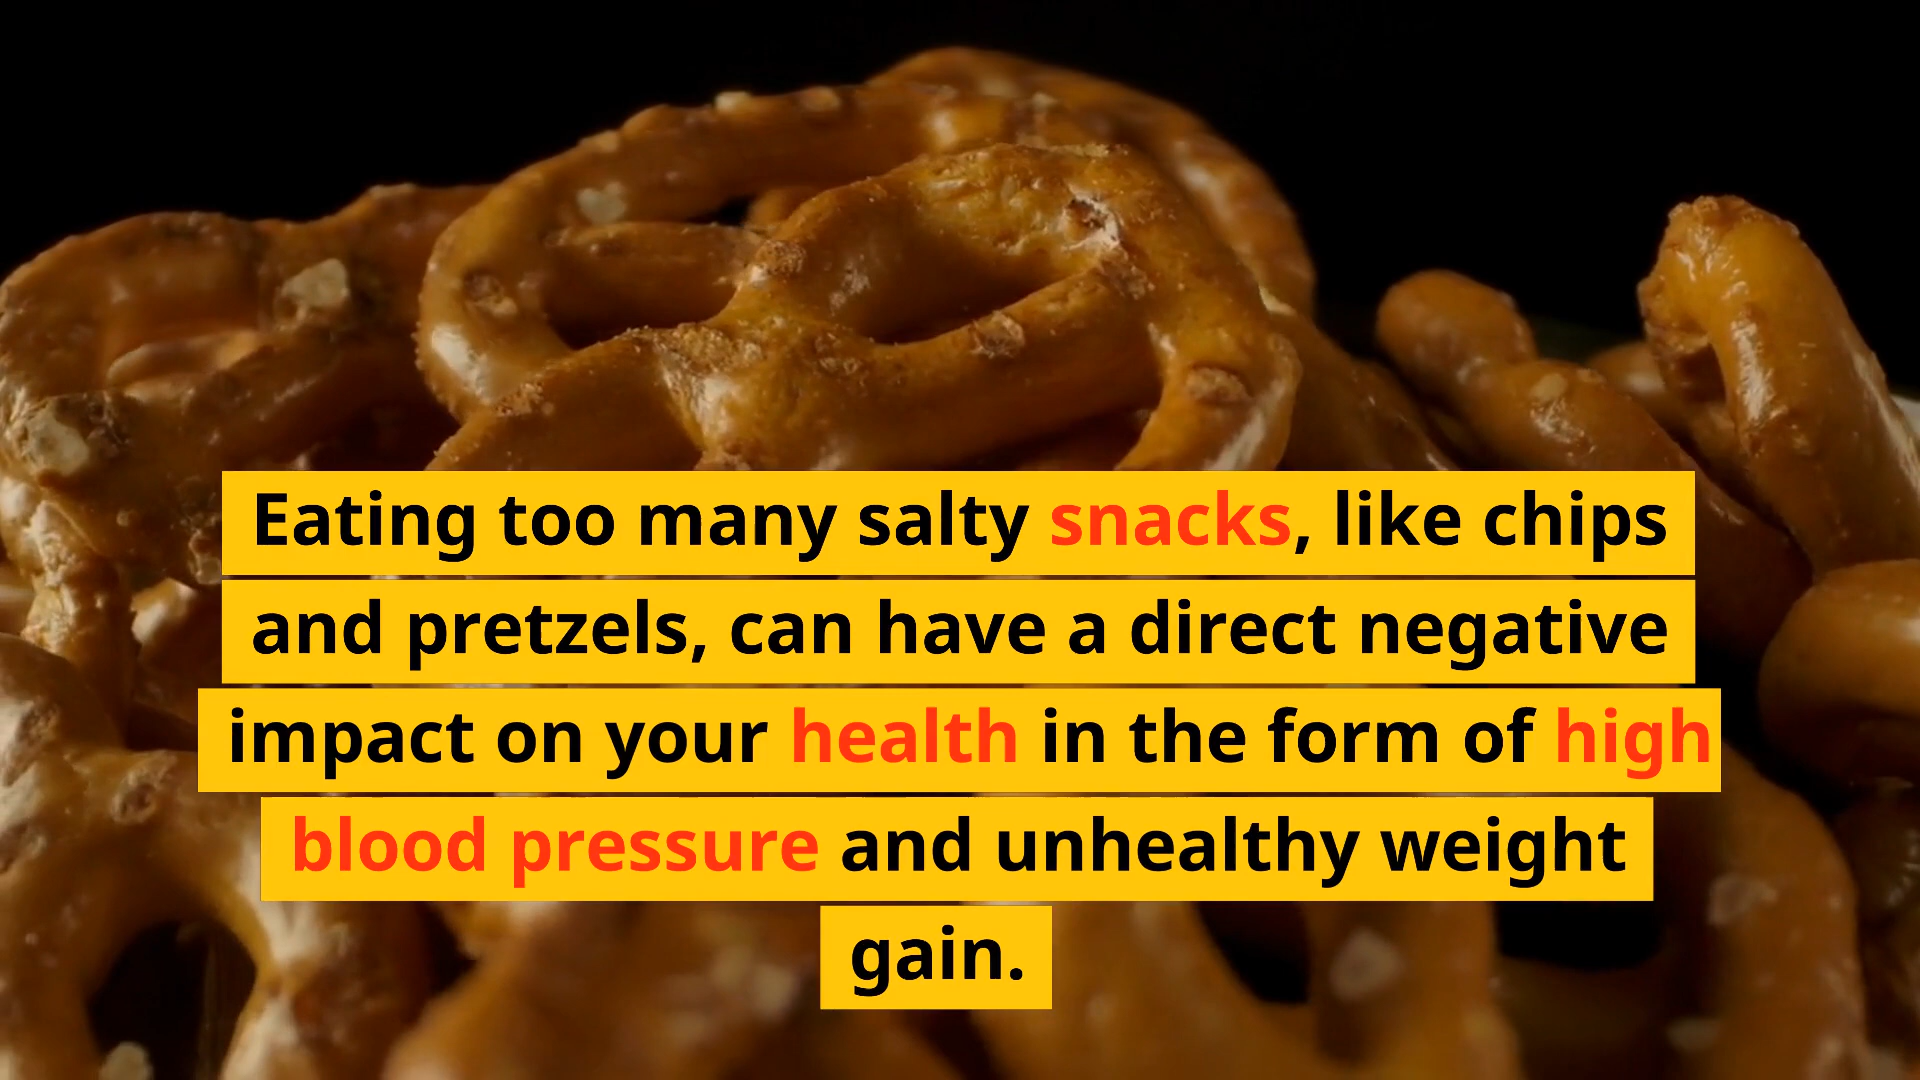 Eating too many salty snacks, like chips
and pretzels, can have a direct negative
impact on your health in the form of high
blood pressure and unhealthy weight
gain.